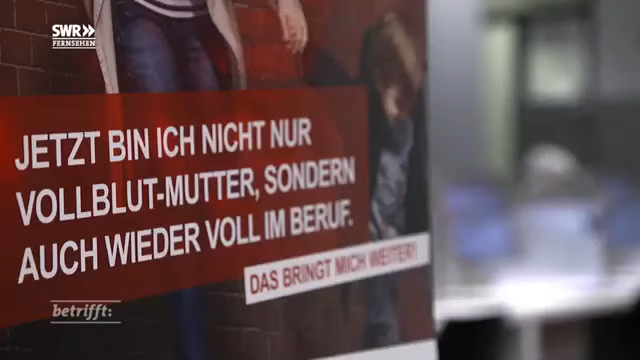 SWR
FERNSEHEN
JETZT BIN ICH NICHT NUR
VOLLBLUT-MUTTER, SONDERN
AUCH WIEDER VOLL IM BERUF.
DAS BRINGT MICH WEITER!
betrifft: